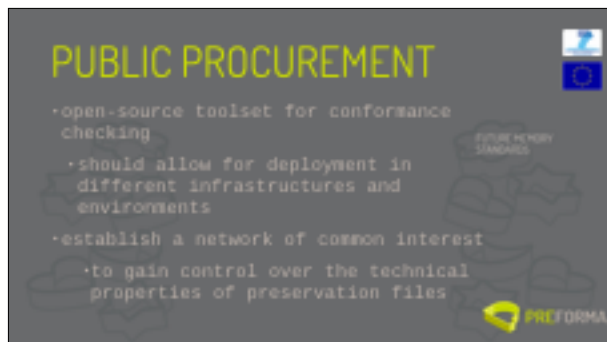 PUBLIC PROCUREMENT
•open-source toolset for conformance
checking
•should allow for deployment in
different infrastructures and
environments
•establish a network of common interest
•to gain control over the technical
properties of preservation files
FUTURE MEMORY
STANDARDS
PREFORMA